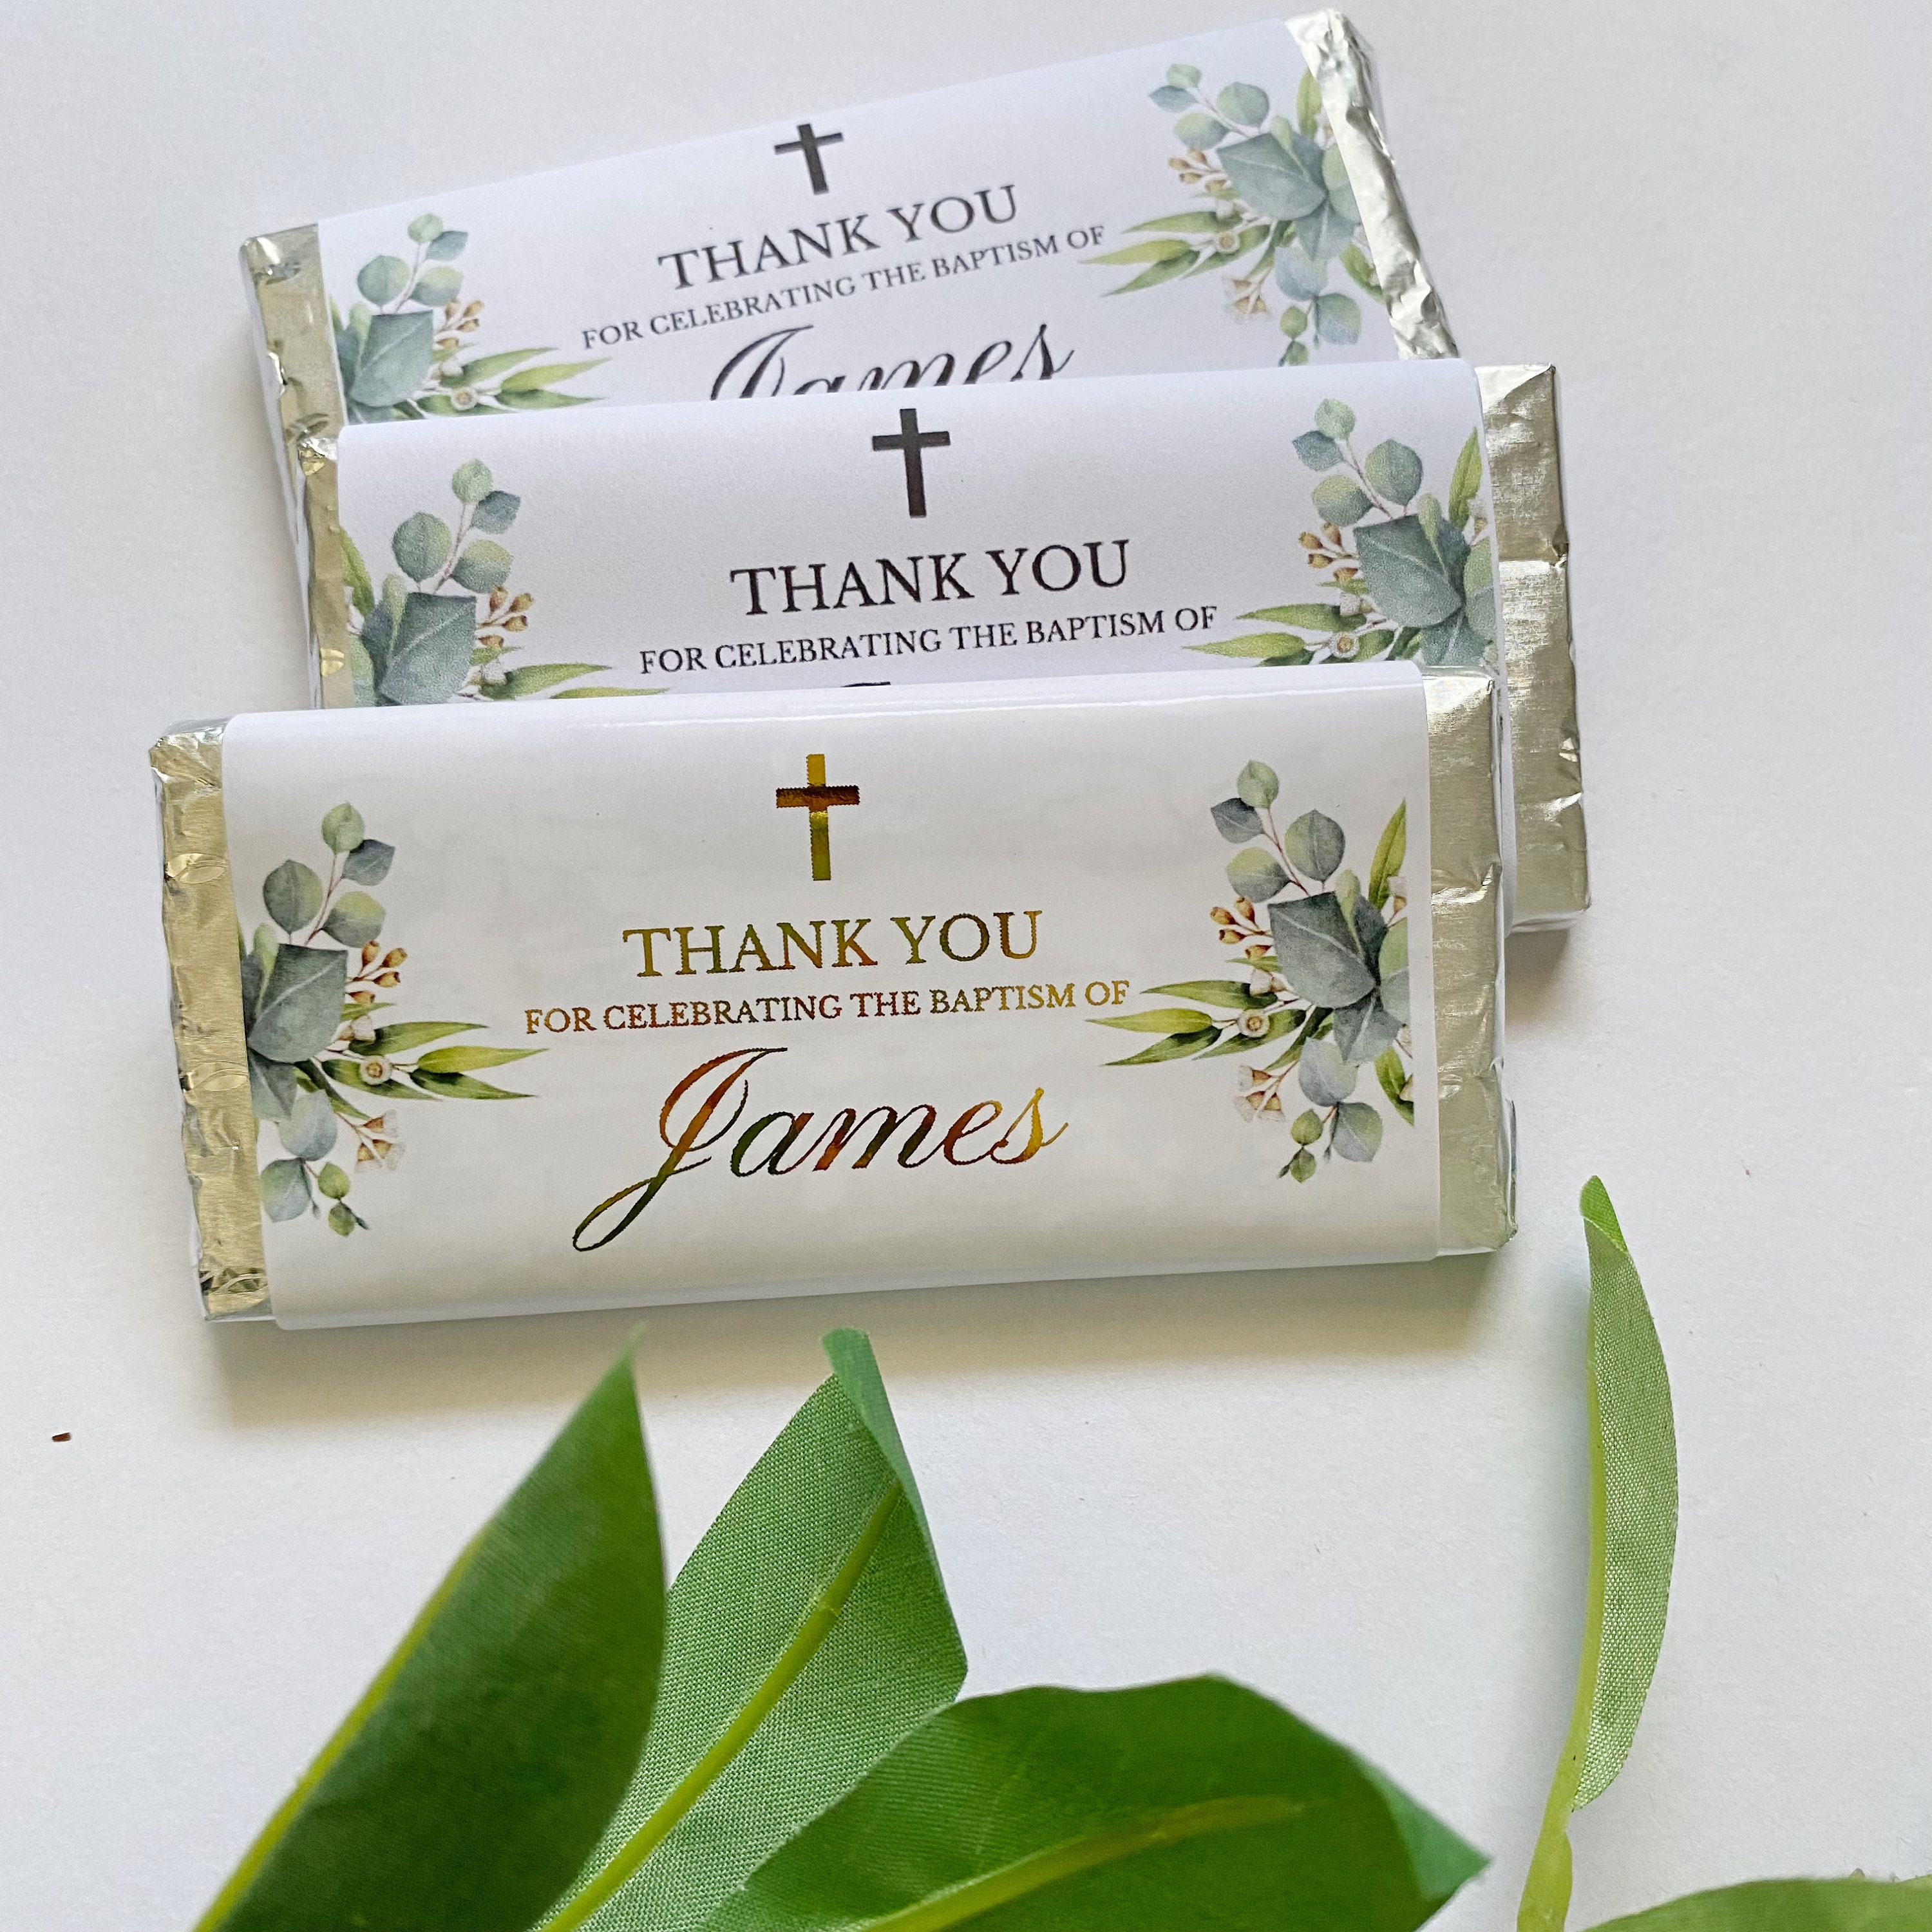 THANK YOU
FOR CELEBRATING THE BAPTISM OF
James
THANK YOU
FOR CELEBRATING THE BAPTISM OF
THANK YOU
FOR CELEBRATING THE BAPTISM OF
James